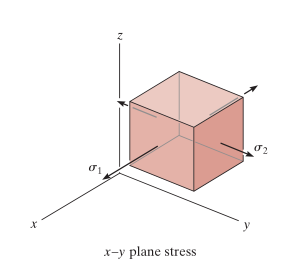 z
σ₁
σ₂
x
y
x–y plane stress